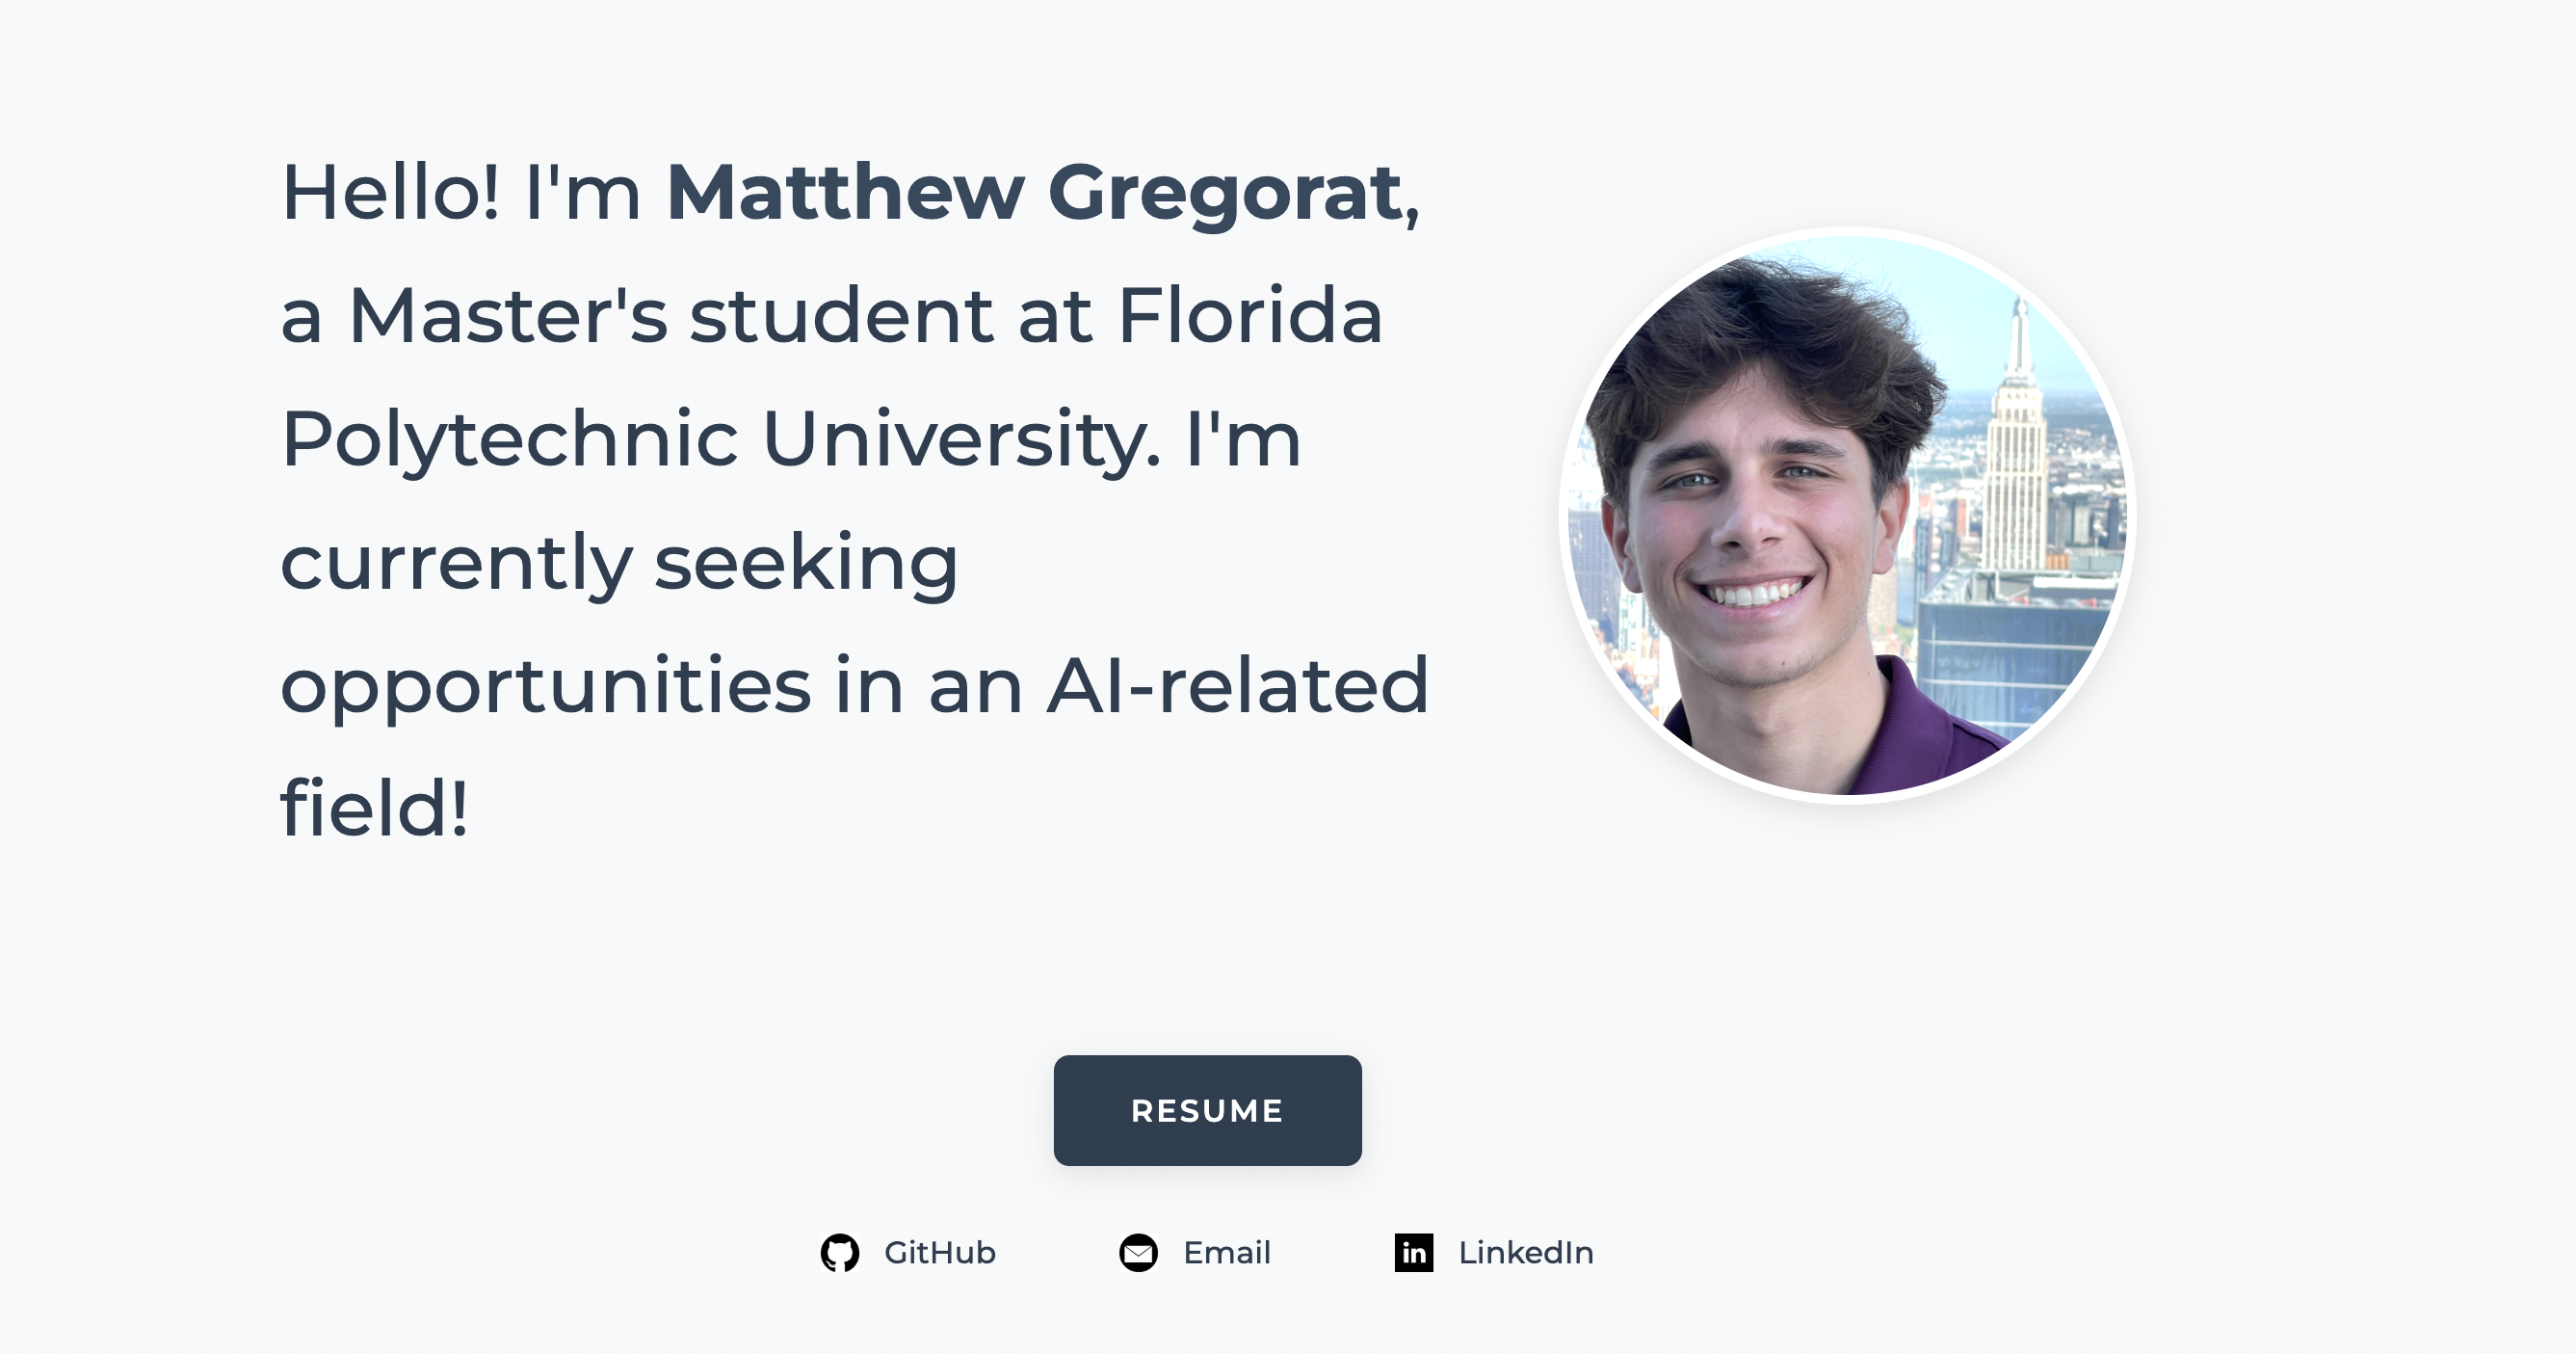 Hello! I'm Matthew Gregorat,
a Master's student at Florida
Polytechnic University. I'm
currently seeking
opportunities in an AI-related
field!
RESUME
GitHub
Email
in LinkedIn